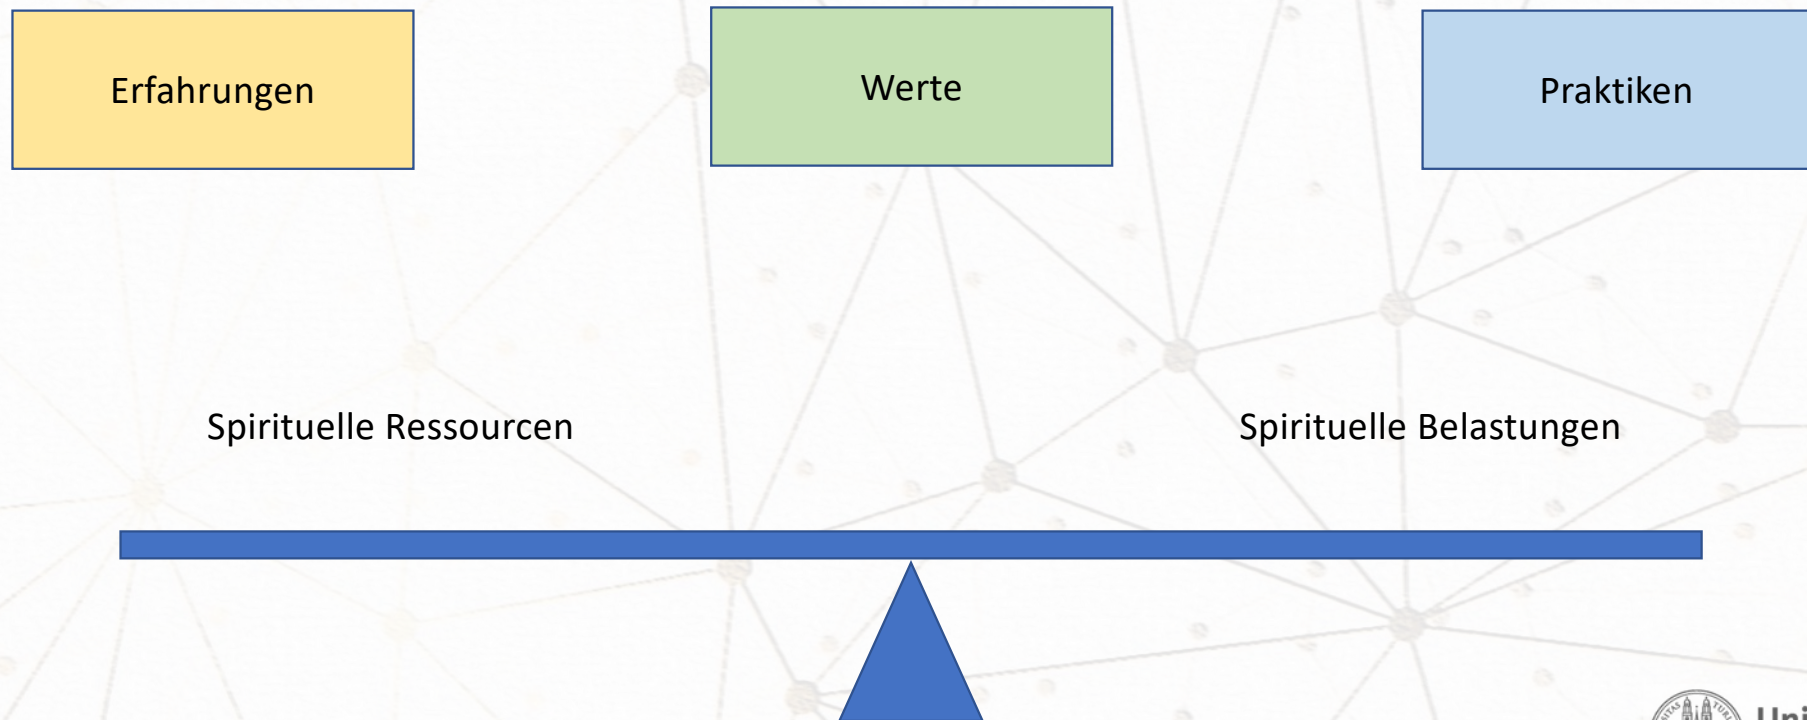 Erfahrungen
Werte
Praktiken
Spirituelle Ressourcen
Spirituelle Belastungen